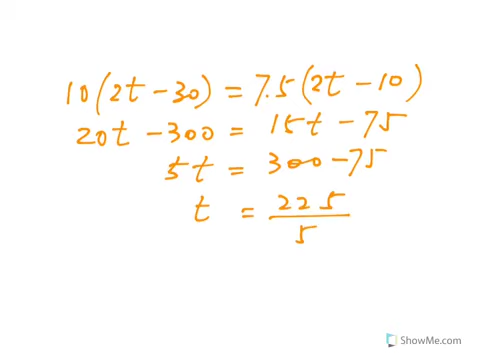 10(2t - 30) = 7.5(2t - 10)
20t - 300 = 15t - 75
5t = 300 - 75
t = 225/5
ShowMe.com